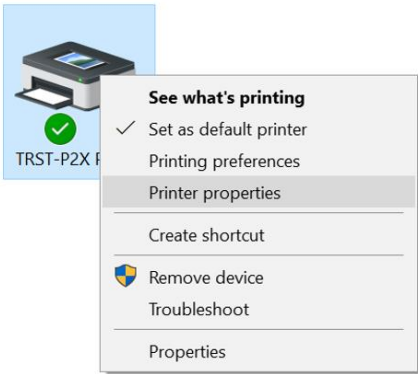 See what's printing
Set as default printer
TRST-P2X
Printing preferences
Printer properties
Create shortcut
Remove device
Troubleshoot
Properties